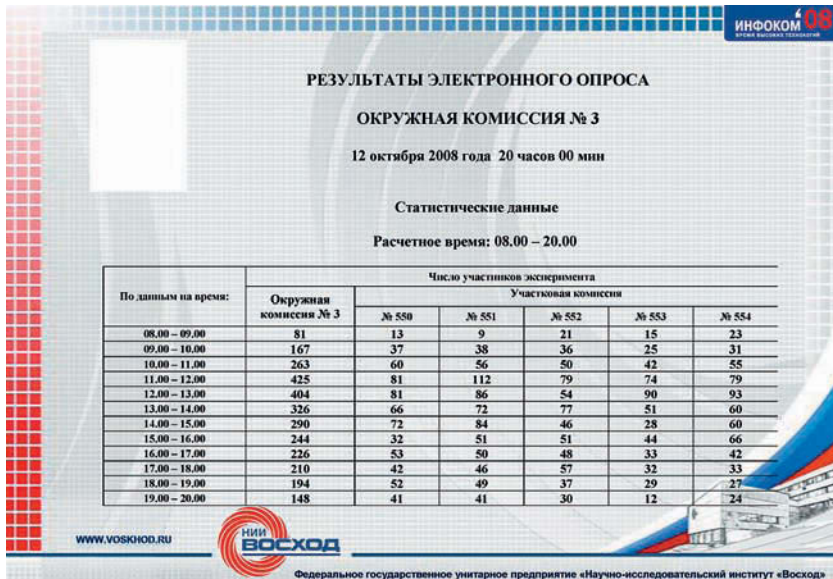 ИНФОКОМ'08
ВРЕМЯ ВЫСОКИХ ТЕХНОЛОГИЙ
РЕЗУЛЬТАТЫ ЭЛЕКТРОННОГО ОПРОСА
ОКРУЖНАЯ КОМИССИЯ № 3
12 октября 2008 года 20 часов 00 мин
Статистические данные
Расчетное время: 08.00 – 20.00
По данным на время:
Число участников эксперимента
Окружная комиссия № 3
Участковая комиссия
№ 550 № 551 № 552 № 553 № 554
08.00 – 09.00 81 13 9 21 15 23
09.00 – 10.00 167 37 38 36 25 31
10.00 – 11.00 263 60 56 50 42 55
11.00 – 12.00 425 81 112 79 74 79
12.00 – 13.00 404 81 86 54 90 93
13.00 – 14.00 326 66 72 77 51 60
14.00 – 15.00 290 72 84 46 28 60
15.00 – 16.00 244 32 51 51 44 66
16.00 – 17.00 226 53 50 48 33 42
17.00 – 18.00 210 42 46 57 32 33
18.00 – 19.00 194 52 49 37 29 27
19.00 – 20.00 148 41 41 30 12 24
WWW.VOSKHOD.RU
НИИ
ВОСХОД
Федеральное государственное унитарное предприятие «Научно-исследовательский институт «Восход»